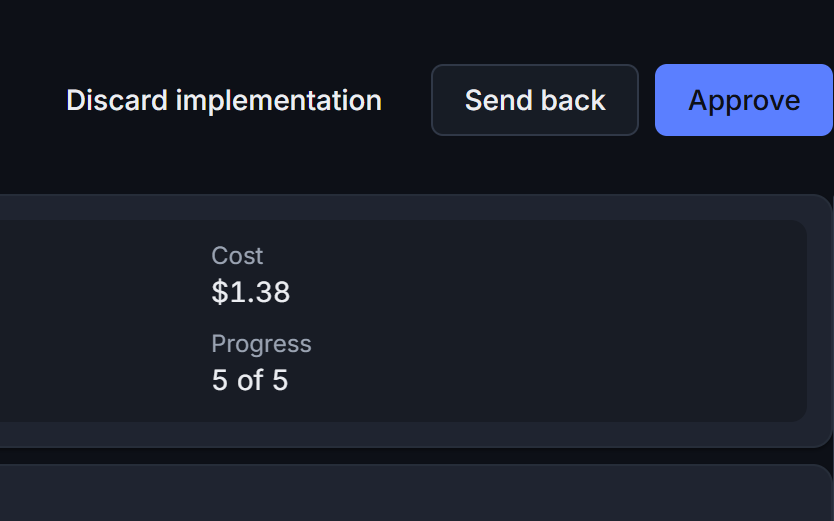 Discard implementation
Send back
Approve
Cost
$1.38
Progress
5 of 5